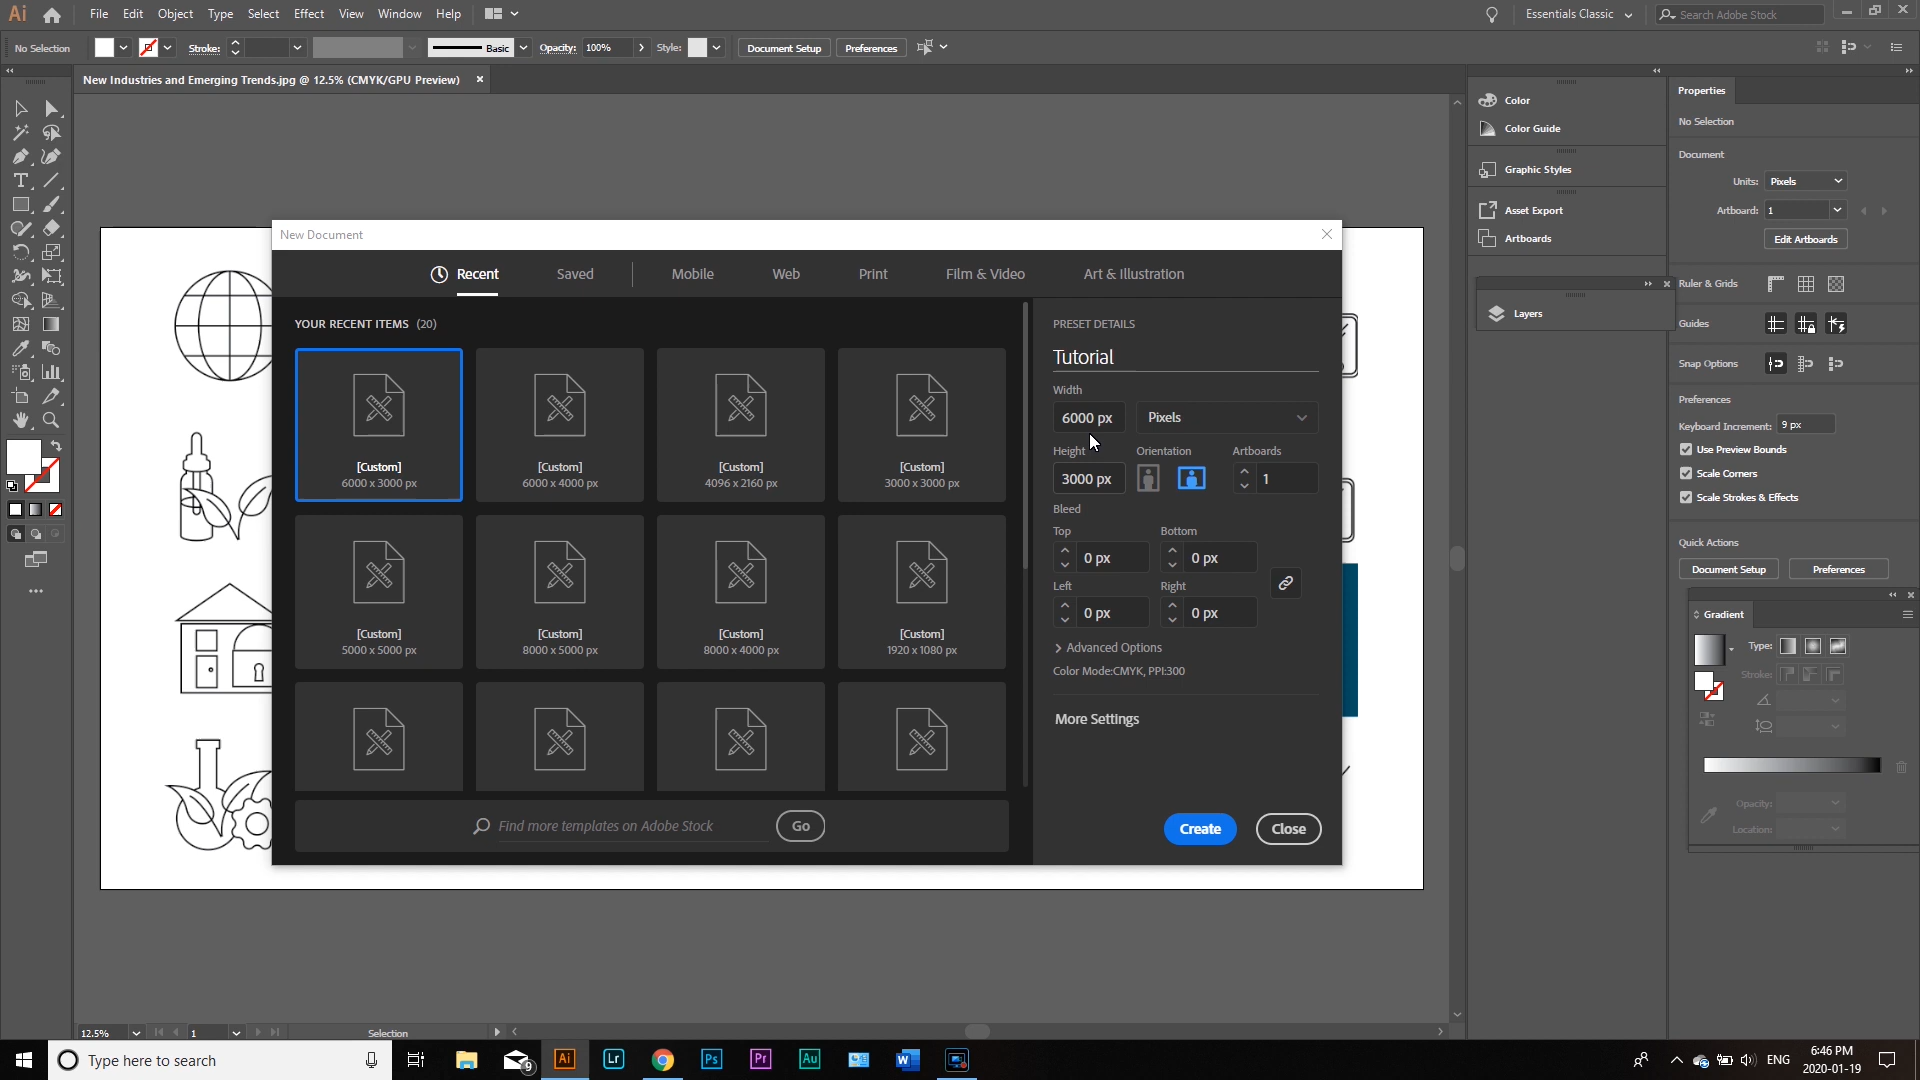 Ai File Edit Object Type Select Effect View Window Help Essentials Classic Search Adobe Stock
No Selection Stroke: Basic Opacity: 100% Style: Document Setup Preferences
New Industries and Emerging Trends.jpg @ 12.5% (CMYK/GPU Preview) ×
Color
Color Guide
Graphic Styles
Asset Export
Artboards
Layers
Properties
No Selection
Document
Units: Pixels
Artboard: 1
Edit Artboards
Ruler & Grids
Guides
Snap Options
Preferences
Keyboard Increment: 9 px
Use Preview Bounds
Scale Corners
Scale Strokes & Effects
Quick Actions
Document Setup Preferences
Gradient
Type:
Stroke:
Opacity:
Location:
New Document
Recent Saved Mobile Web Print Film & Video Art & Illustration
YOUR RECENT ITEMS (20)
[Custom] [Custom] [Custom] [Custom]
6000 x 3000 px 6000 x 4000 px 4096 x 2160 px 3000 x 3000 px
[Custom] [Custom] [Custom] [Custom]
5000 x 5000 px 8000 x 5000 px 8000 x 4000 px 1920 x 1080 px
Find more templates on Adobe Stock Go
PRESET DETAILS
Tutorial
Width
6000 px Pixels
Height Orientation Artboards
3000 px 1
Bleed
Top Bottom
0 px 0 px
Left Right
0 px 0 px
Advanced Options
Color Mode:CMYK, PPI:300
More Settings
Create Close
12.5% 1 Selection
Type here to search 9 Ai Lr Ps Pr Au W ENG 6:46 PM
2020-01-19